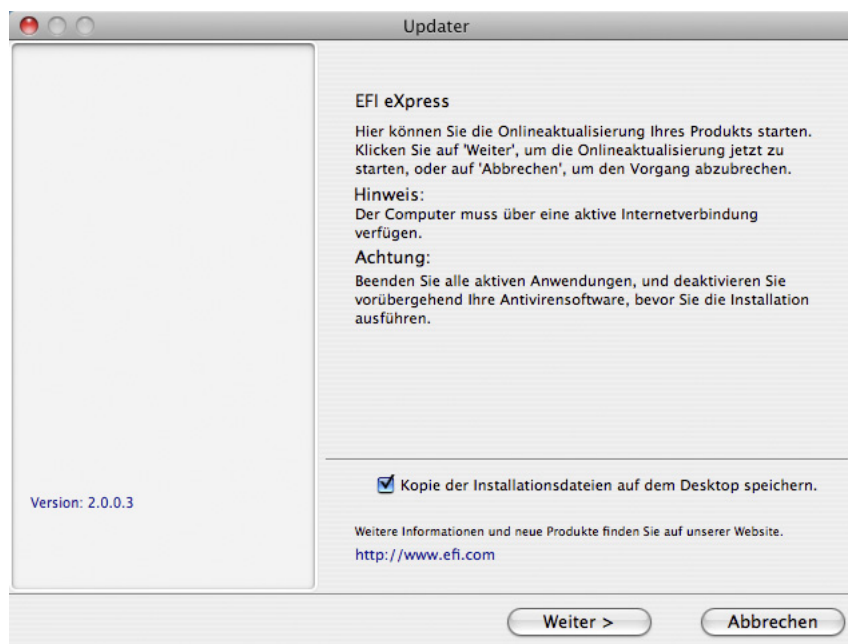 Updater
EFI eXpress
Hier können Sie die Onlineaktualisierung Ihres Produkts starten.
Klicken Sie auf 'Weiter', um die Onlineaktualisierung jetzt zu
starten, oder auf 'Abbrechen', um den Vorgang abzubrechen.
Hinweis:
Der Computer muss über eine aktive Internetverbindung
verfügen.
Achtung:
Beenden Sie alle aktiven Anwendungen, und deaktivieren Sie
vorübergehend Ihre Antivirensoftware, bevor Sie die Installation
ausführen.
Kopie der Installationsdateien auf dem Desktop speichern.
Version: 2.0.0.3
Weitere Informationen und neue Produkte finden Sie auf unserer Website.
http://www.efi.com
Weiter >
Abbrechen